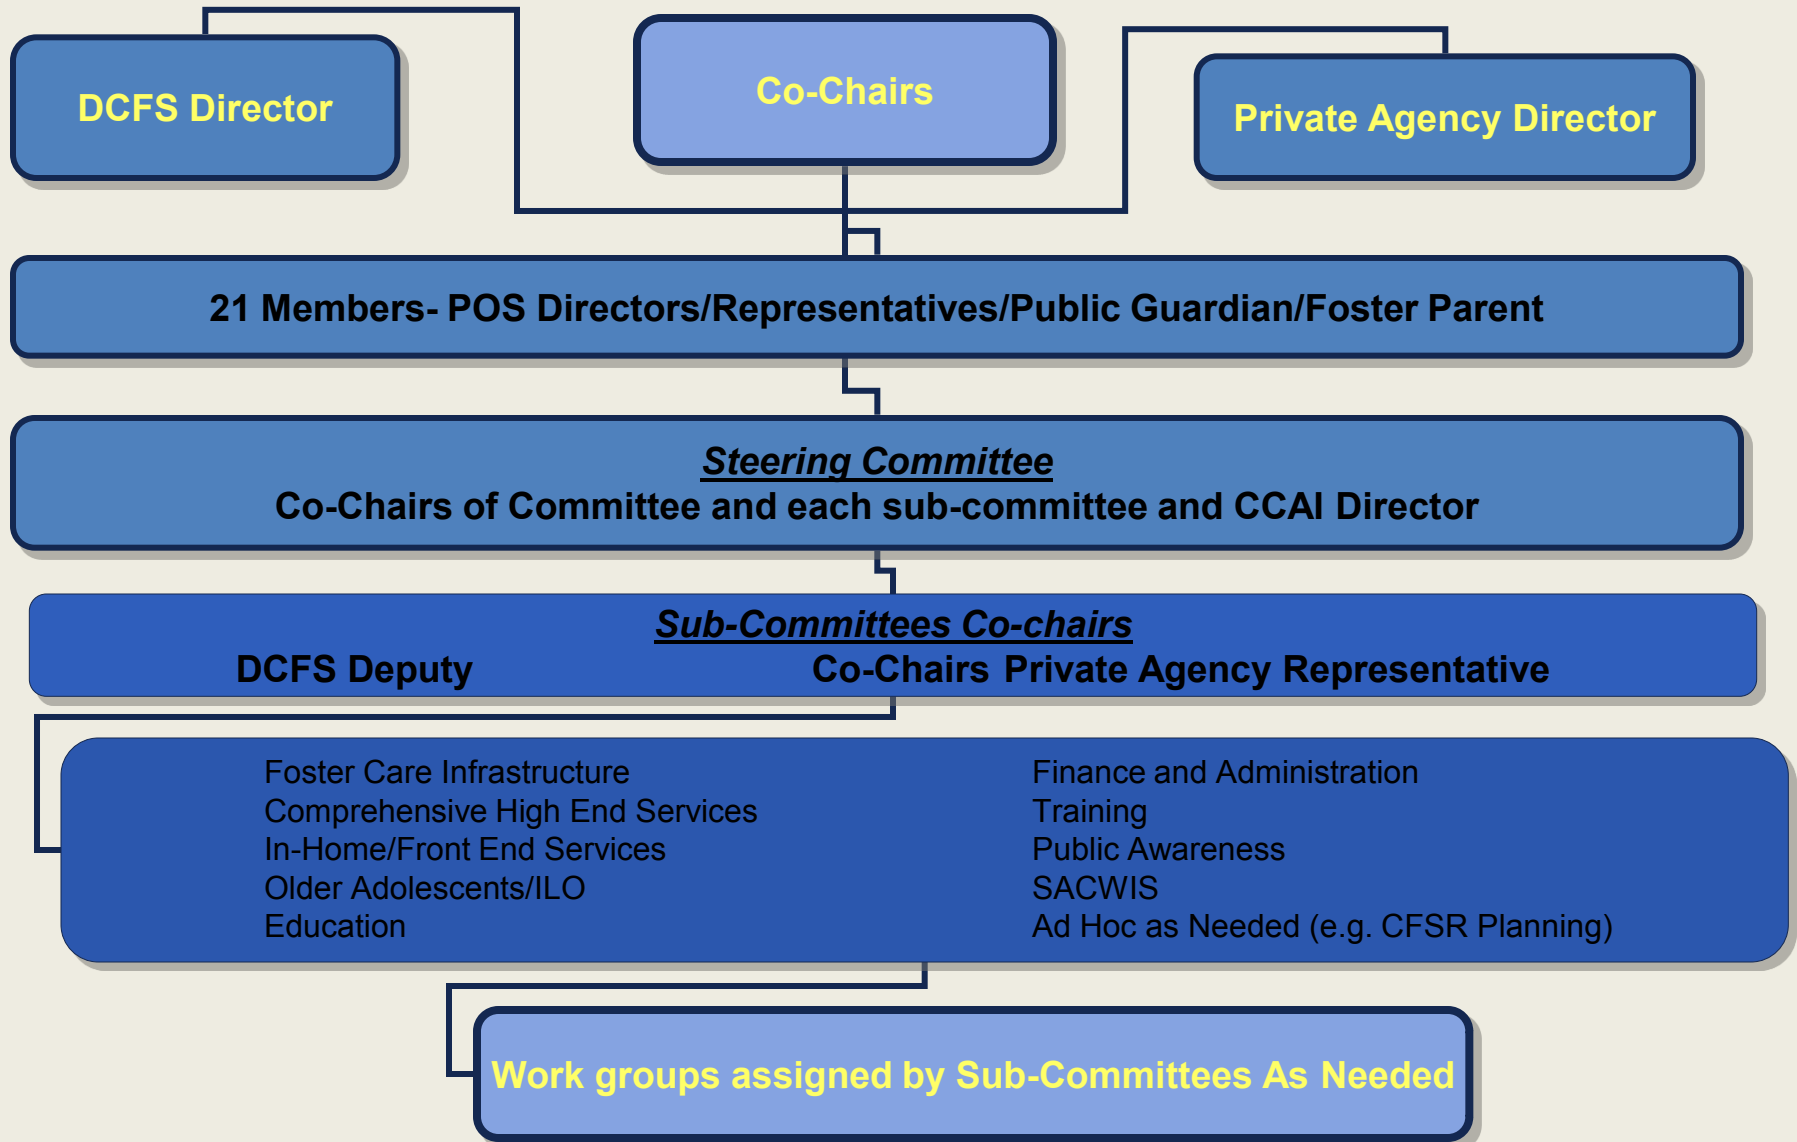 DCFS Director
Co-Chairs
Private Agency Director
21 Members- POS Directors/Representatives/Public Guardian/Foster Parent
Steering Committee
Co-Chairs of Committee and each sub-committee and CCAI Director
Sub-Committees Co-chairs
DCFS Deputy Co-Chairs Private Agency Representative
Foster Care Infrastructure
Comprehensive High End Services
In-Home/Front End Services
Older Adolescents/ILO
Education
Finance and Administration
Training
Public Awareness
SACWIS
Ad Hoc as Needed (e.g. CFSR Planning)
Work groups assigned by Sub-Committees As Needed